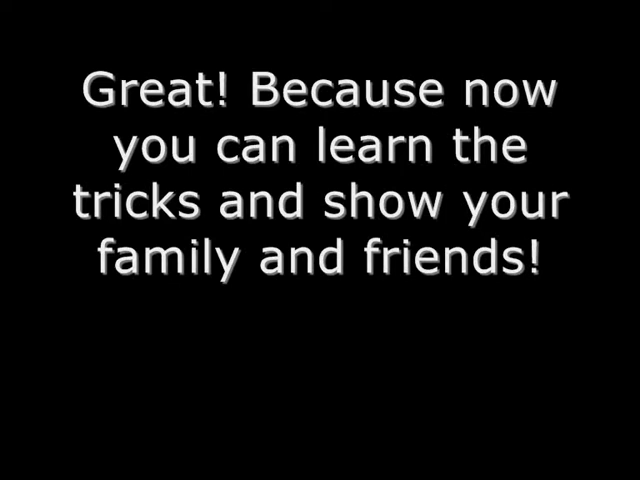 Great! Because now
you can learn the
tricks and show your
family and friends!